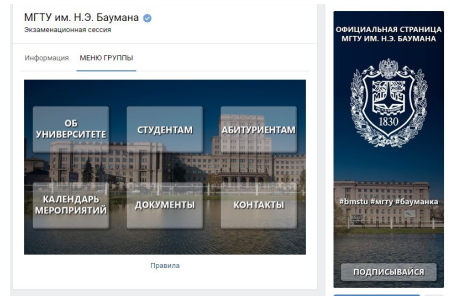 МГТУ им. Н.Э. Баумана
Экзаменационная сессия
Информация МЕНЮ ГРУППЫ
ОБ
УНИВЕРСИТЕТЕ
СТУДЕНТАМ
АБИТУРИЕНТАМ
КАЛЕНДАРЬ
МЕРОПРИЯТИЙ
ДОКУМЕНТЫ
КОНТАКТЫ
Правила
ОФИЦИАЛЬНАЯ СТРАНИЦА
МГТУ ИМ. Н.Э. БАУМАНА
1830
#bmstu #мгту #бауманка
ПОДПИСЫВАЙСЯ